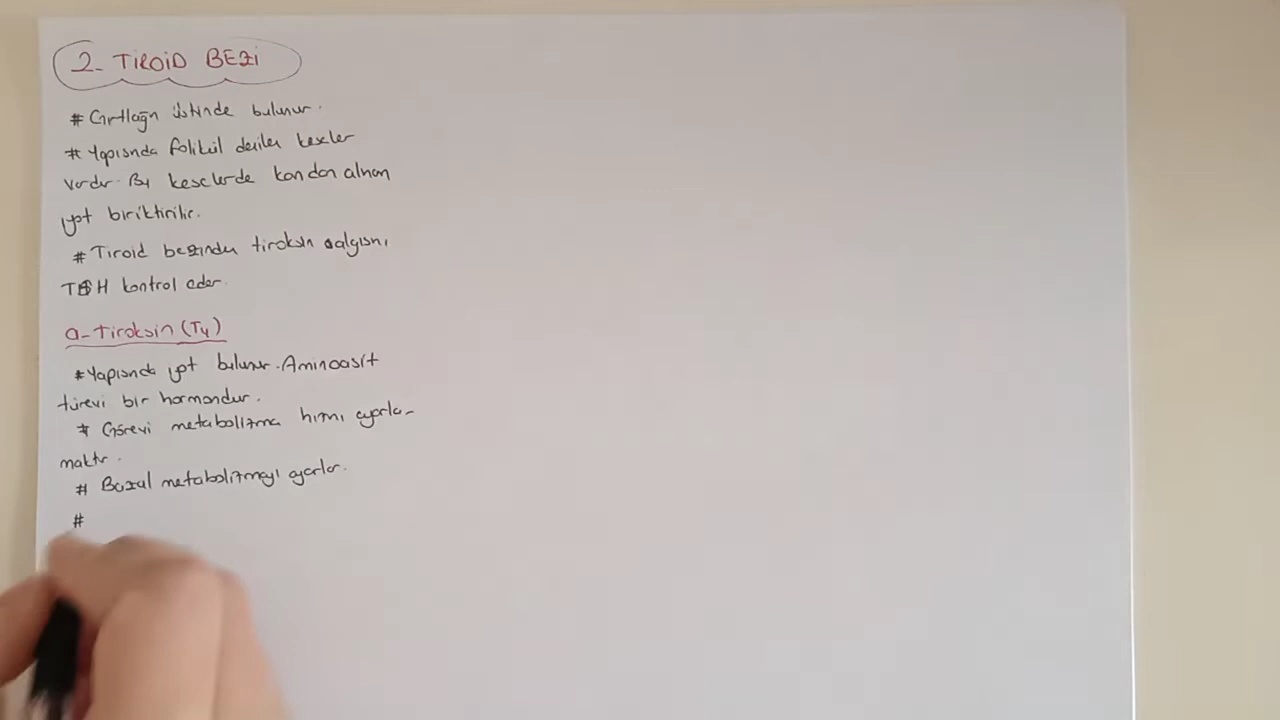 2- TİROİD BEZİ
# Gırtlağın üstünde bulunur.
# Yapısında folikül denilen keseler
vardır. Bu keselerde kandan alınan
iyot biriktirilir.
# Tiroid bezinden tiroksin salgısını
TSH kontrol eder.
a- Tiroksin (T4)
# Yapısında iyot bulunur. Aminoasit
türevi bir hormondur.
# Görevi metabolizma hızını ayarla-
maktır.
# Bazal metabolizmayı ayarlar.
#